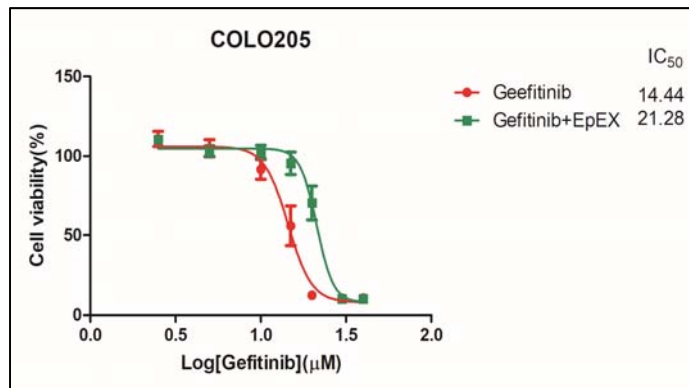 COLO205
IC50
Geefitinib 14.44
Gefitinib+EpEX 21.28
150
100
50
0
Cell viability(%)
0.0 0.5 1.0 1.5 2.0
Log[Gefitinib](μM)